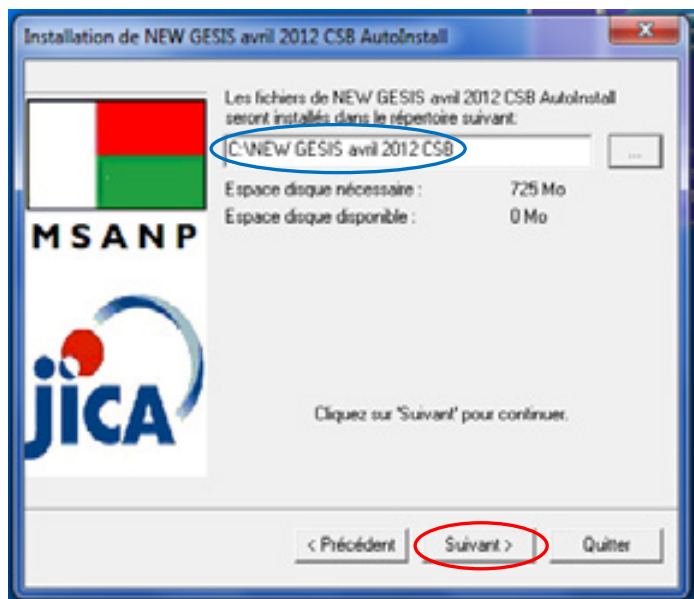 Installation de NEW GESIS avril 2012 CSB AutoInstall
Les fichiers de NEW GESIS avril 2012 CSB AutoInstall
seront installés dans le répertoire suivant:
C:\NEW GESIS avril 2012 CSB
...
Espace disque nécessaire : 725 Mo
Espace disque disponible : 0 Mo
MSANP
jica
Cliquez sur 'Suivant' pour continuer.
< Précédent
Suivant >
Quitter